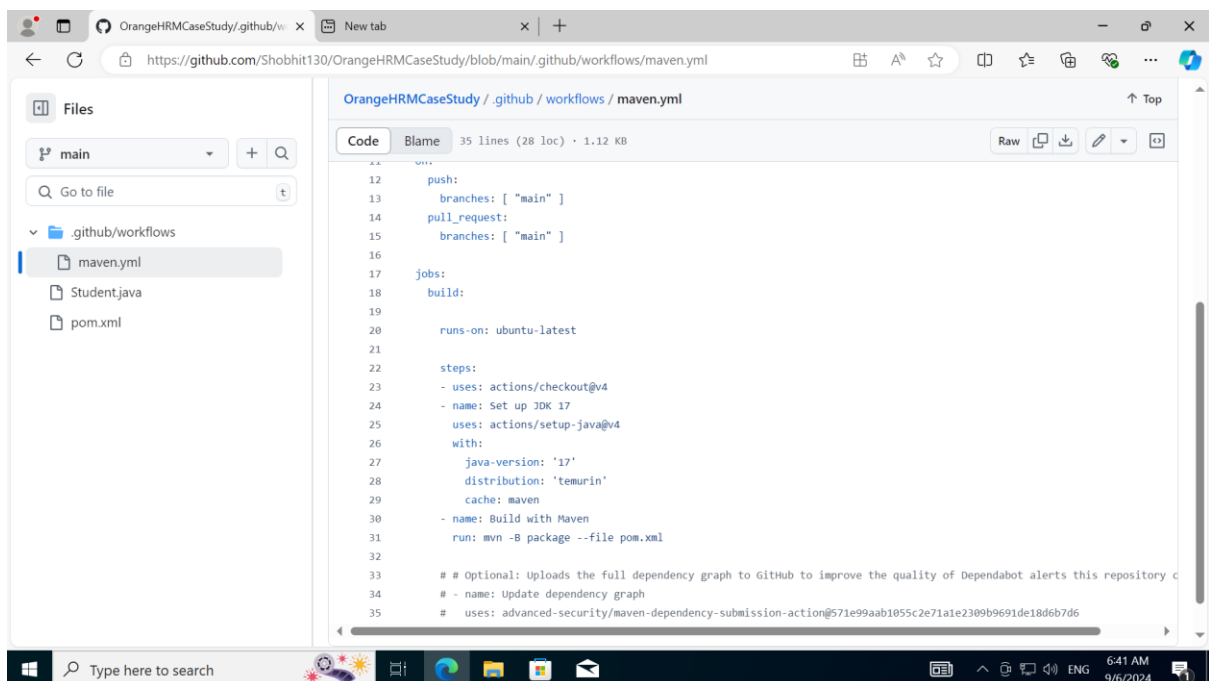 OrangeHRMCaseStudy/.github/w
New tab
https://github.com/Shobhit130/OrangeHRMCaseStudy/blob/main/.github/workflows/maven.yml
Files
main
Go to file
t
.github/workflows
maven.yml
Student.java
pom.xml
OrangeHRMCaseStudy / .github / workflows / maven.yml
Top
Code Blame 35 lines (28 loc) · 1.12 KB
Raw
11 on:
12 push:
13 branches: [ "main" ]
14 pull_request:
15 branches: [ "main" ]
16
17 jobs:
18 build:
19
20 runs-on: ubuntu-latest
21
22 steps:
23 - uses: actions/checkout@v4
24 - name: Set up JDK 17
25 uses: actions/setup-java@v4
26 with:
27 java-version: '17'
28 distribution: 'temurin'
29 cache: maven
30 - name: Build with Maven
31 run: mvn -B package --file pom.xml
32
33 # # Optional: Uploads the full dependency graph to GitHub to improve the quality of Dependabot alerts this repository c
34 # - name: Update dependency graph
35 # uses: advanced-security/maven-dependency-submission-action@571e99aab1055c2e71a1e2309b9691de18d6b7d6
Type here to search
ENG
6:41 AM
9/6/2024
1